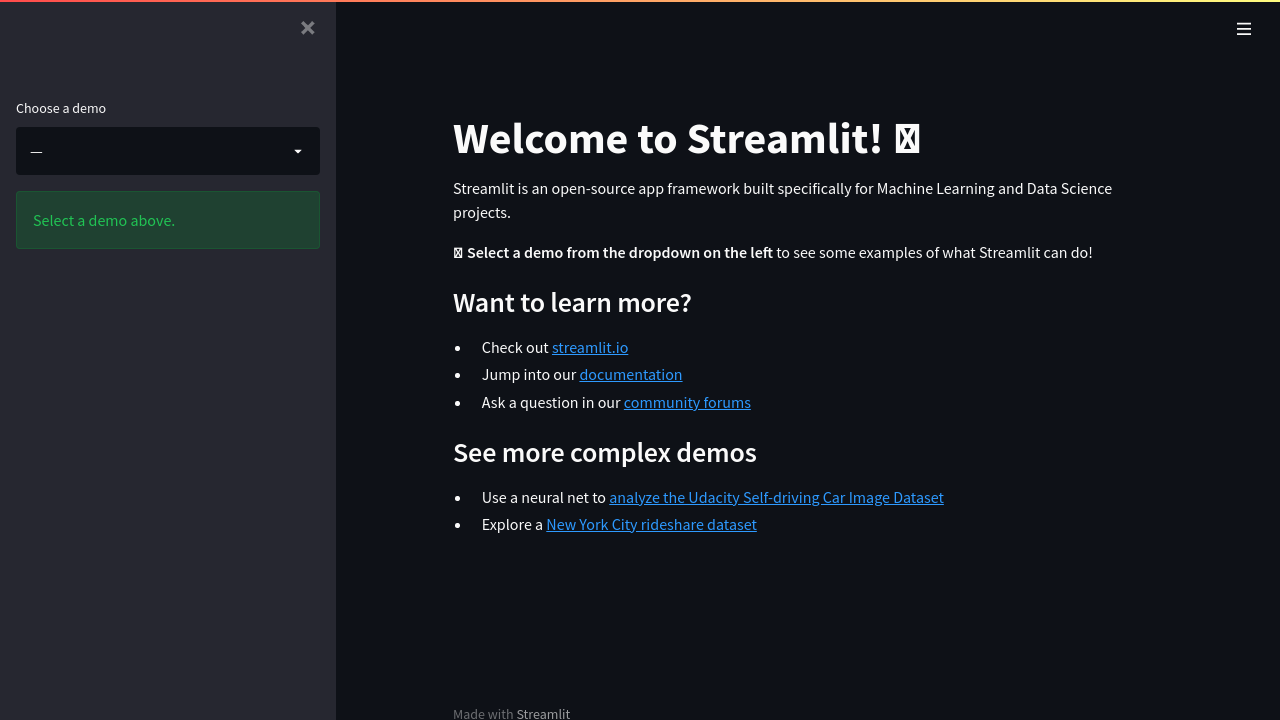 Choose a demo
—
Select a demo above.
Welcome to Streamlit!
Streamlit is an open-source app framework built specifically for Machine Learning and Data Science
projects.
Select a demo from the dropdown on the left to see some examples of what Streamlit can do!
Want to learn more?
• Check out streamlit.io
• Jump into our documentation
• Ask a question in our community forums
See more complex demos
• Use a neural net to analyze the Udacity Self-driving Car Image Dataset
• Explore a New York City rideshare dataset
Made with Streamlit